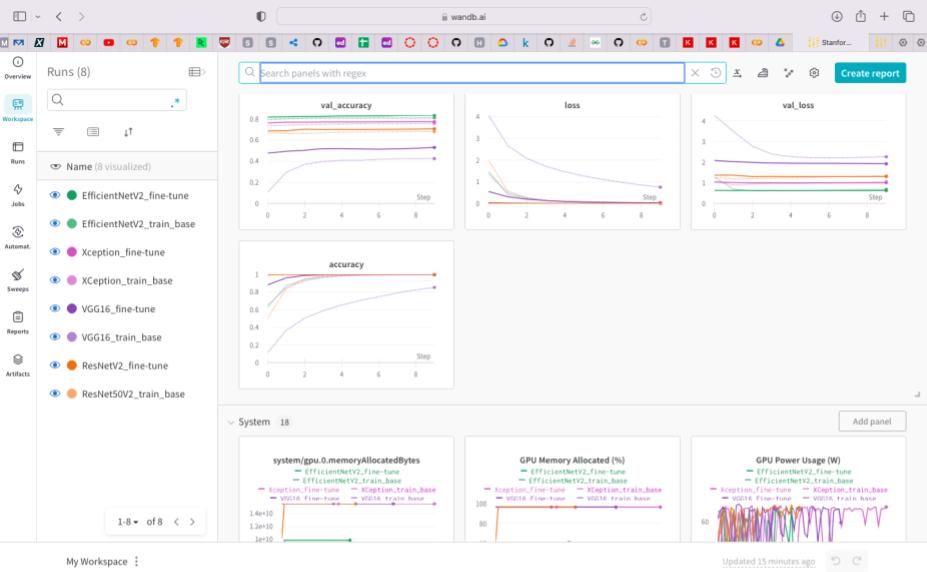 wandb.ai
Stanfor...
Overview
Workspace
Runs
Jobs
Automat.
Sweeps
Reports
Artifacts
Runs (8)
.*
Name (8 visualized)
EfficientNetV2_fine-tune
EfficientNetV2_train_base
Xception_fine-tune
XCeption_train_base
VGG16_fine-tune
VGG16_train_base
ResNetV2_fine-tune
ResNet50V2_train_base
1-8 of 8
Search panels with regex
Create report
val_accuracy
0.8
0.6
0.4
0.2
0
Step
0 2 4 6 8
loss
4
3
2
1
0
Step
0 2 4 6 8
val_loss
4
3
2
1
0
Step
0 2 4 6 8
accuracy
1
0.8
0.6
0.4
0.2
0
Step
0 2 4 6 8
System 18
Add panel
system/gpu.0.memoryAllocatedBytes
EfficientNetV2_fine-tune
EfficientNetV2_train_base
Xception_fine-tune XCeption_train_base
VGG16_fine-tune VGG16_train_base
1.4e+10
1.2e+10
1e+10
GPU Memory Allocated (%)
EfficientNetV2_fine-tune
EfficientNetV2_train_base
Xception_fine-tune XCeption_train_base
VGG16_fine-tune VGG16_train_base
100
80
60
GPU Power Usage (W)
EfficientNetV2_fine-tune
EfficientNetV2_train_base
Xception_fine-tune XCeption_train_base
VGG16_fine-tune VGG16_train_base
60
My Workspace
Updated 15 minutes ago